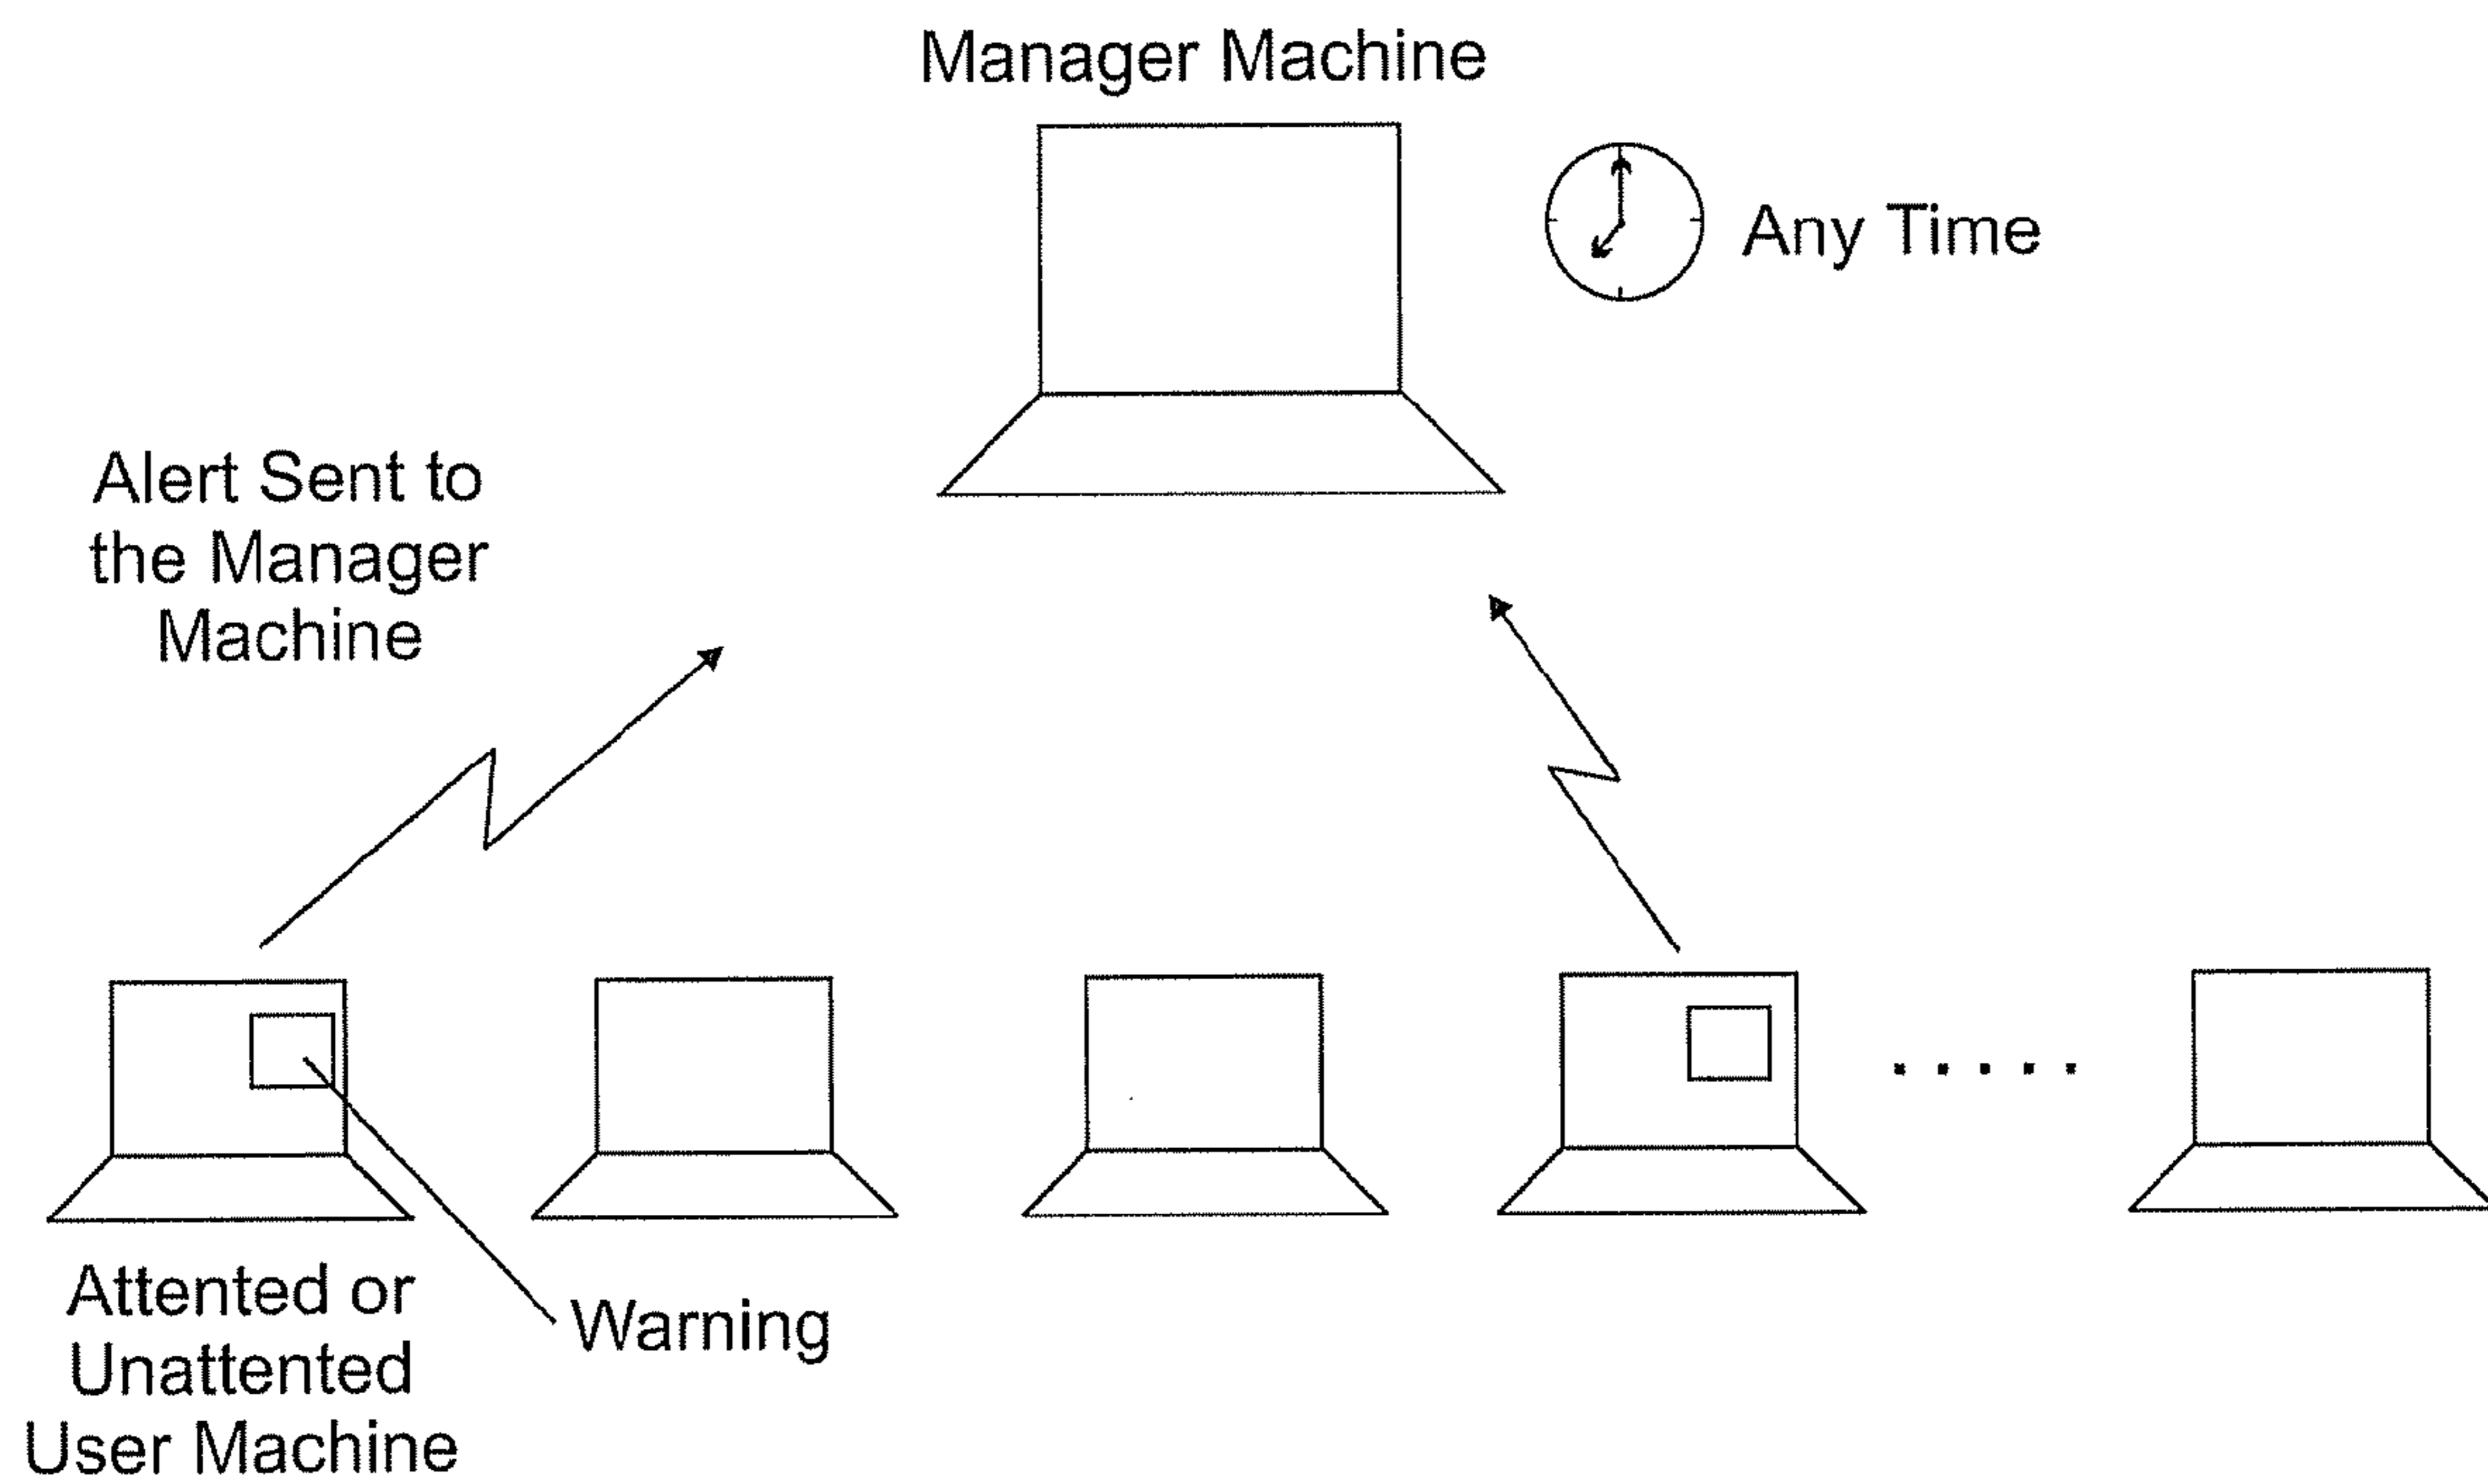 Manager Machine
Any Time
Alert Sent to
the Manager
Machine
Attented or
Unattented
User Machine
Warning